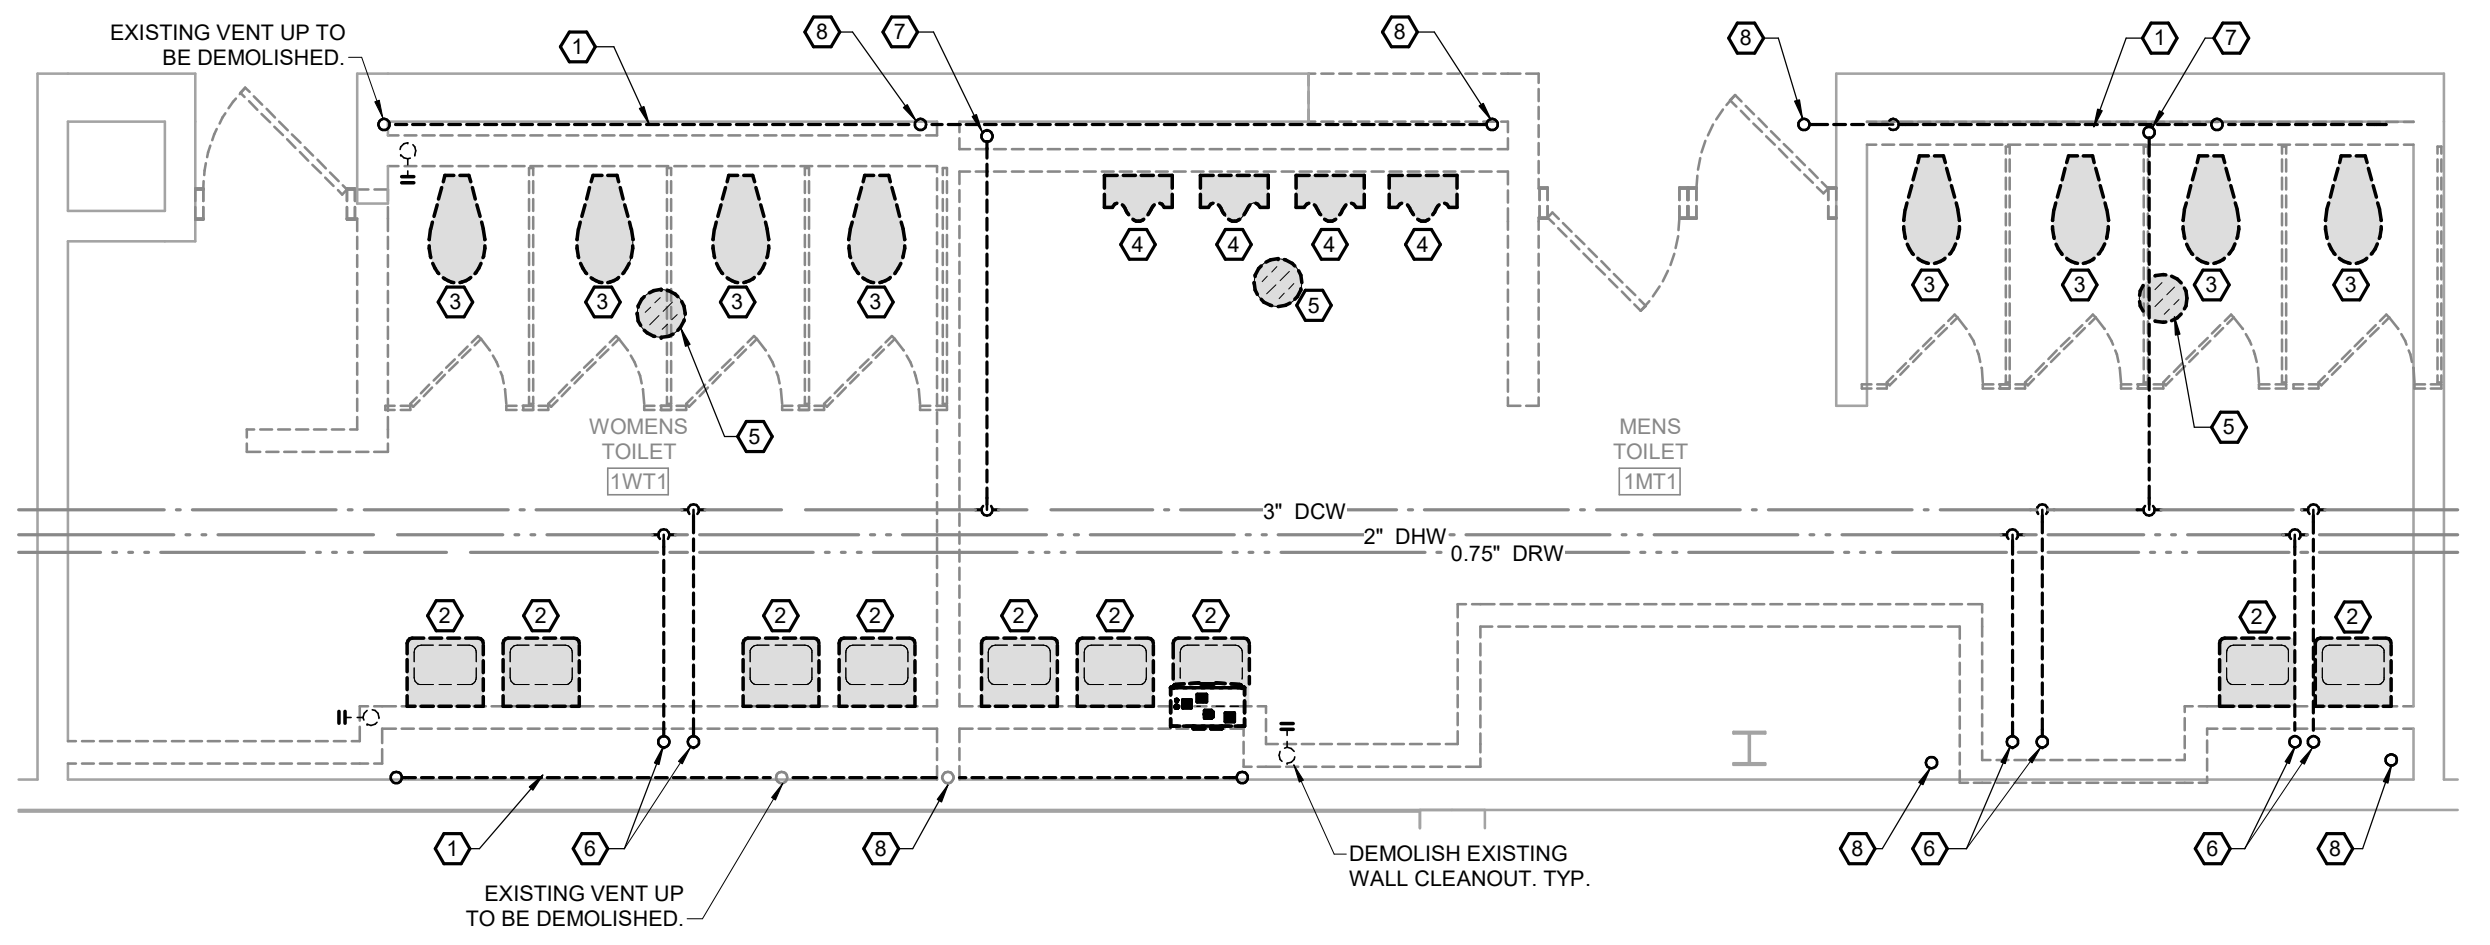 EXISTING VENT UP TO
BE DEMOLISHED.
1
8
7
8
8
1
7
4
4
4
4
3
3
3
3
5
3
3
3
3
WOMENS
TOILET
1WT1
5
MENS
TOILET
1MT1
5
3" DCW
2" DHW
0.75" DRW
2
2
2
2
2
2
2
2
2
1
6
8
8
6
6
8
EXISTING VENT UP
TO BE DEMOLISHED.
DEMOLISH EXISTING
WALL CLEANOUT. TYP.